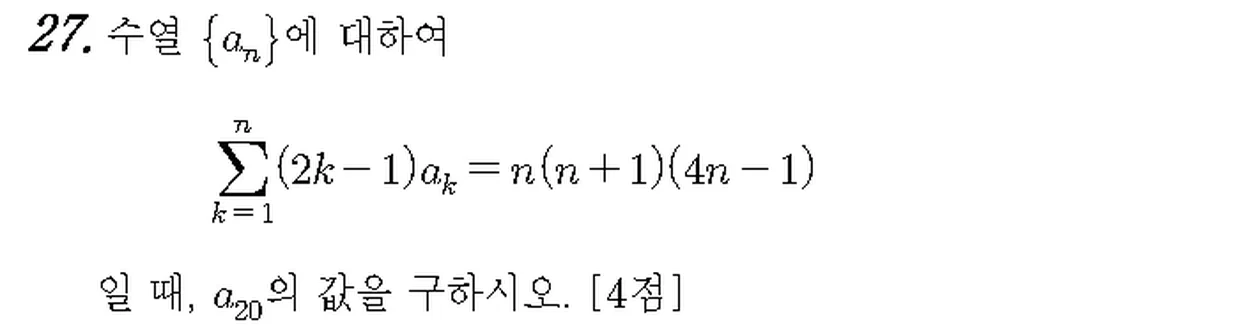 27. 수열 {aₙ}에 대하여
n
∑(2k−1)aₖ=n(n+1)(4n−1)
k=1
일 때, a₂₀의 값을 구하시오. [4점]